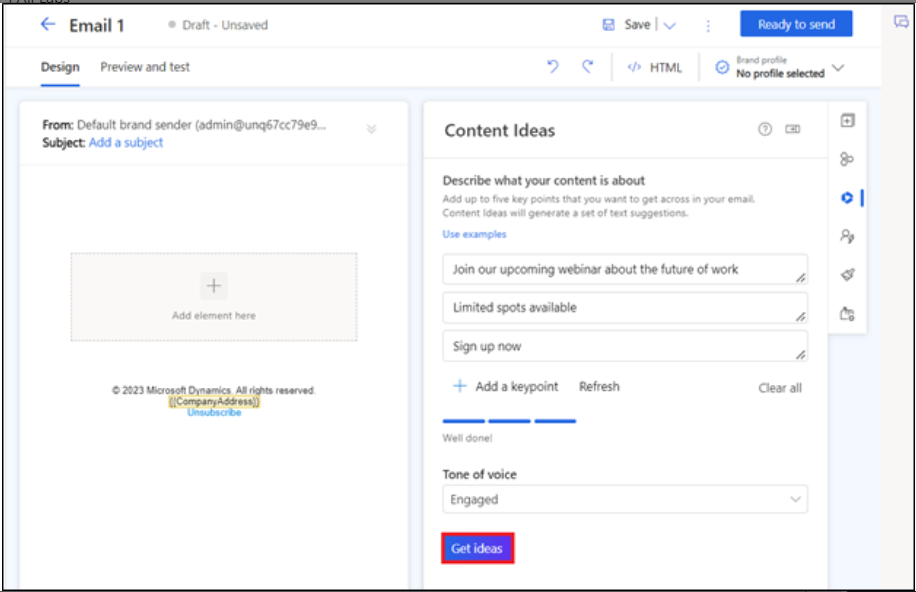 Email 1
Draft - Unsaved
Save
Ready to send
Design
Preview and test
</> HTML
Brand profile
No profile selected
From: Default brand sender (admin@unq67cc79e9...
Subject: Add a subject
Add element here
© 2023 Microsoft Dynamics. All rights reserved.
{{CompanyAddress}}
Unsubscribe
Content Ideas
Describe what your content is about
Add up to five key points that you want to get across in your email.
Content Ideas will generate a set of text suggestions.
Use examples
Join our upcoming webinar about the future of work
Limited spots available
Sign up now
Add a keypoint
Refresh
Clear all
Well done!
Tone of voice
Engaged
Get ideas